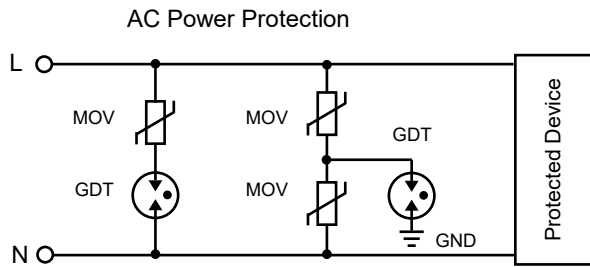 AC Power Protection
L
MOV
MOV
GDT
GDT
MOV
GND
N
Protected Device